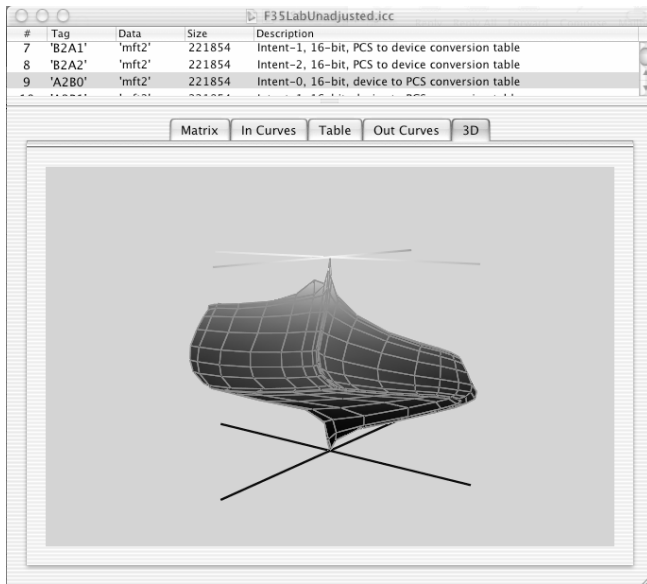 F35LabUnadjusted.icc
# Tag Data Size Description
7 'B2A1' 'mft2' 221854 Intent-1, 16-bit, PCS to device conversion table
8 'B2A2' 'mft2' 221854 Intent-2, 16-bit, PCS to device conversion table
9 'A2B0' 'mft2' 221854 Intent-0, 16-bit, device to PCS conversion table
Matrix In Curves Table Out Curves 3D